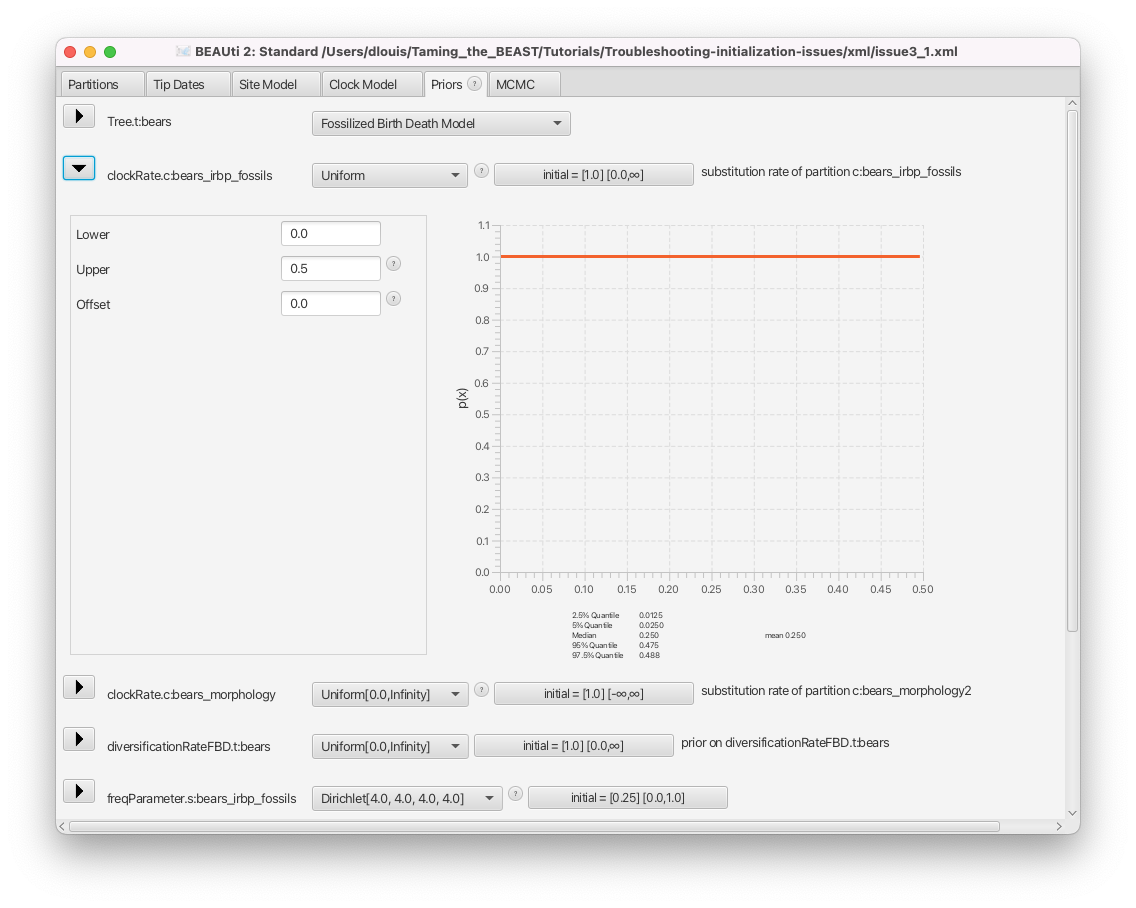 BEAUti 2: Standard /Users/dlouis/Taming_the_BEAST/Tutorials/Troubleshooting-initialization-issues/xml/issue3_1.xml
Partitions Tip Dates Site Model Clock Model Priors ? MCMC
Tree.t:bears Fossilized Birth Death Model
clockRate.c:bears_irbp_fossils Uniform ? initial = [1.0] [0.0,∞] substitution rate of partition c:bears_irbp_fossils
Lower 0.0
Upper 0.5 ?
Offset 0.0 ?
p(x)
1.1
1.0
0.9
0.8
0.7
0.6
0.5
0.4
0.3
0.2
0.1
0.0
0.00 0.05 0.10 0.15 0.20 0.25 0.30 0.35 0.40 0.45 0.50
2.5% Quantile 0.0125
5% Quantile 0.0250
Median 0.250 mean 0.250
95% Quantile 0.475
97.5% Quantile 0.488
clockRate.c:bears_morphology Uniform[0.0,Infinity] ? initial = [1.0] [-∞,∞] substitution rate of partition c:bears_morphology2
diversificationRateFBD.t:bears Uniform[0.0,Infinity] initial = [1.0] [0.0,∞] prior on diversificationRateFBD.t:bears
freqParameter.s:bears_irbp_fossils Dirichlet[4.0, 4.0, 4.0, 4.0] ? initial = [0.25] [0.0,1.0]